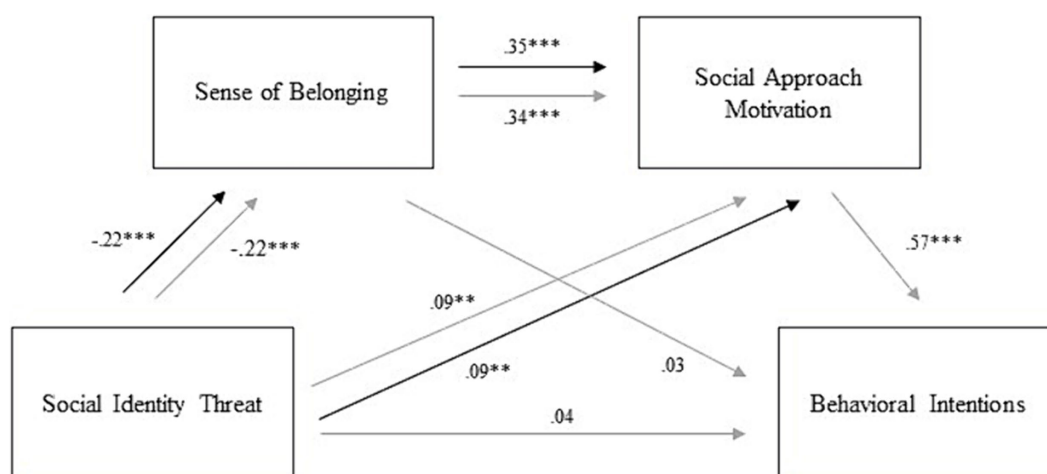 .35***
Sense of Belonging
Social Approach
Motivation
.34***
-.22***
-.22***
.57***
.09**
.09**
.03
Social Identity Threat
.04
Behavioral Intentions